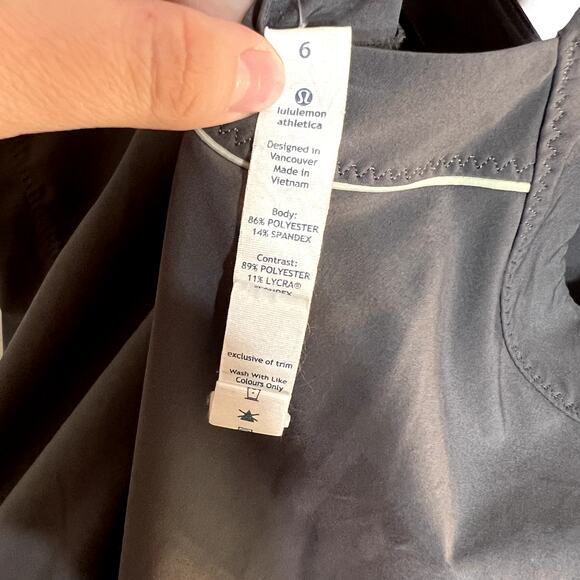 6
lululemon
athletica
Designed in
Vancouver
Made in
Vietnam
Body:
86% POLYESTER
14% SPANDEX
Contrast:
89% POLYESTER
11% LYCRA®
SPANDEX
exclusive of trim
Wash With Like
Colours Only